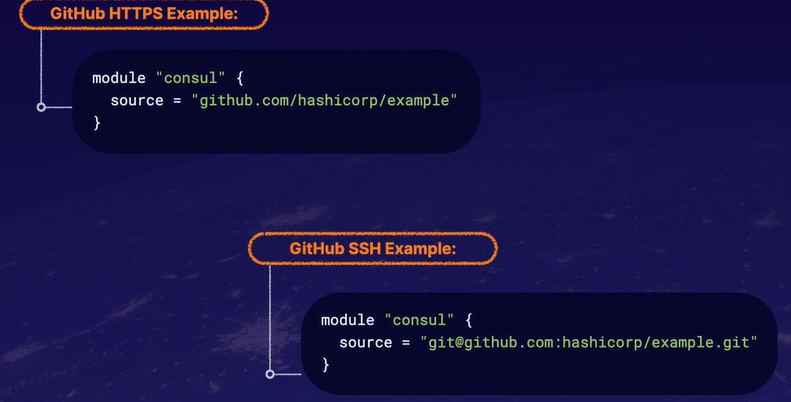 GitHub HTTPS Example:
module "consul" {
  source = "github.com/hashicorp/example"
}
GitHub SSH Example:
module "consul" {
  source = "git@github.com:hashicorp/example.git"
}